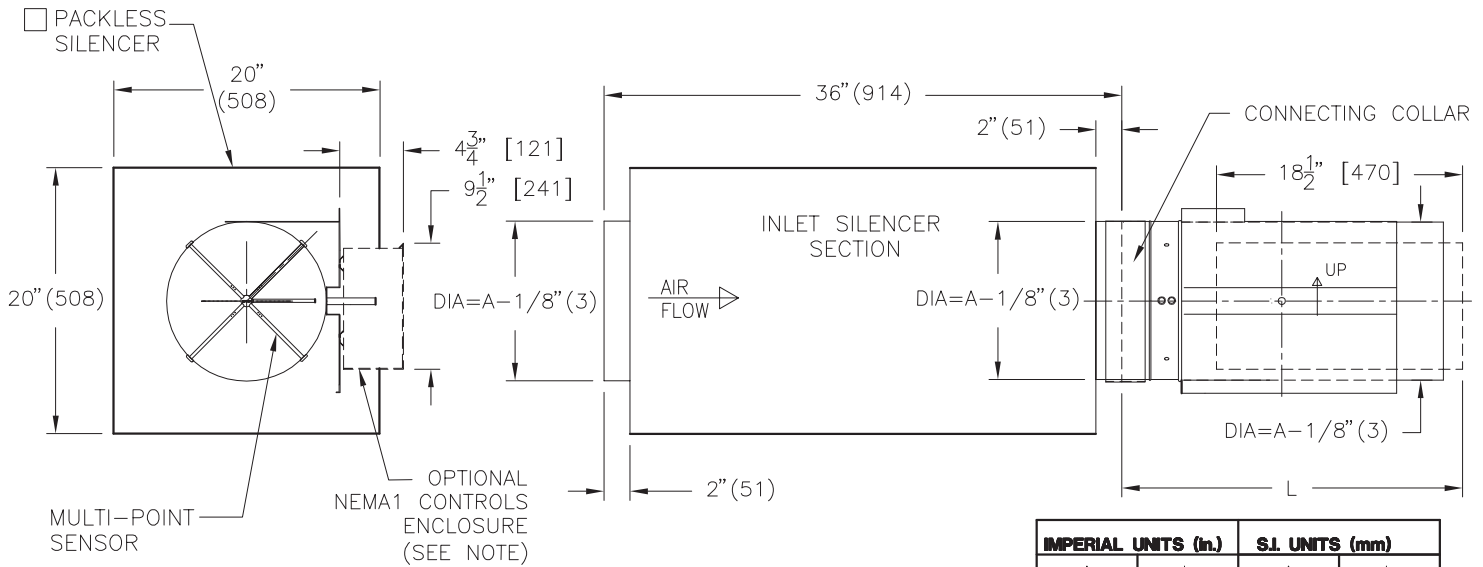 PACKLESS
SILENCER
20"
(508)
36"(914)
2"(51)
CONNECTING COLLAR
4 3/4" [121]
9 1/2" [241]
18 1/2" [470]
INLET SILENCER
SECTION
20"(508)
DIA=A-1/8"(3)
AIR
FLOW
DIA=A-1/8"(3)
UP
DIA=A-1/8"(3)
2"(51)
L
OPTIONAL
NEMA1 CONTROLS
ENCLOSURE
(SEE NOTE)
MULTI-POINT
SENSOR
IMPERIAL UNITS (in.) S.I. UNITS (mm)